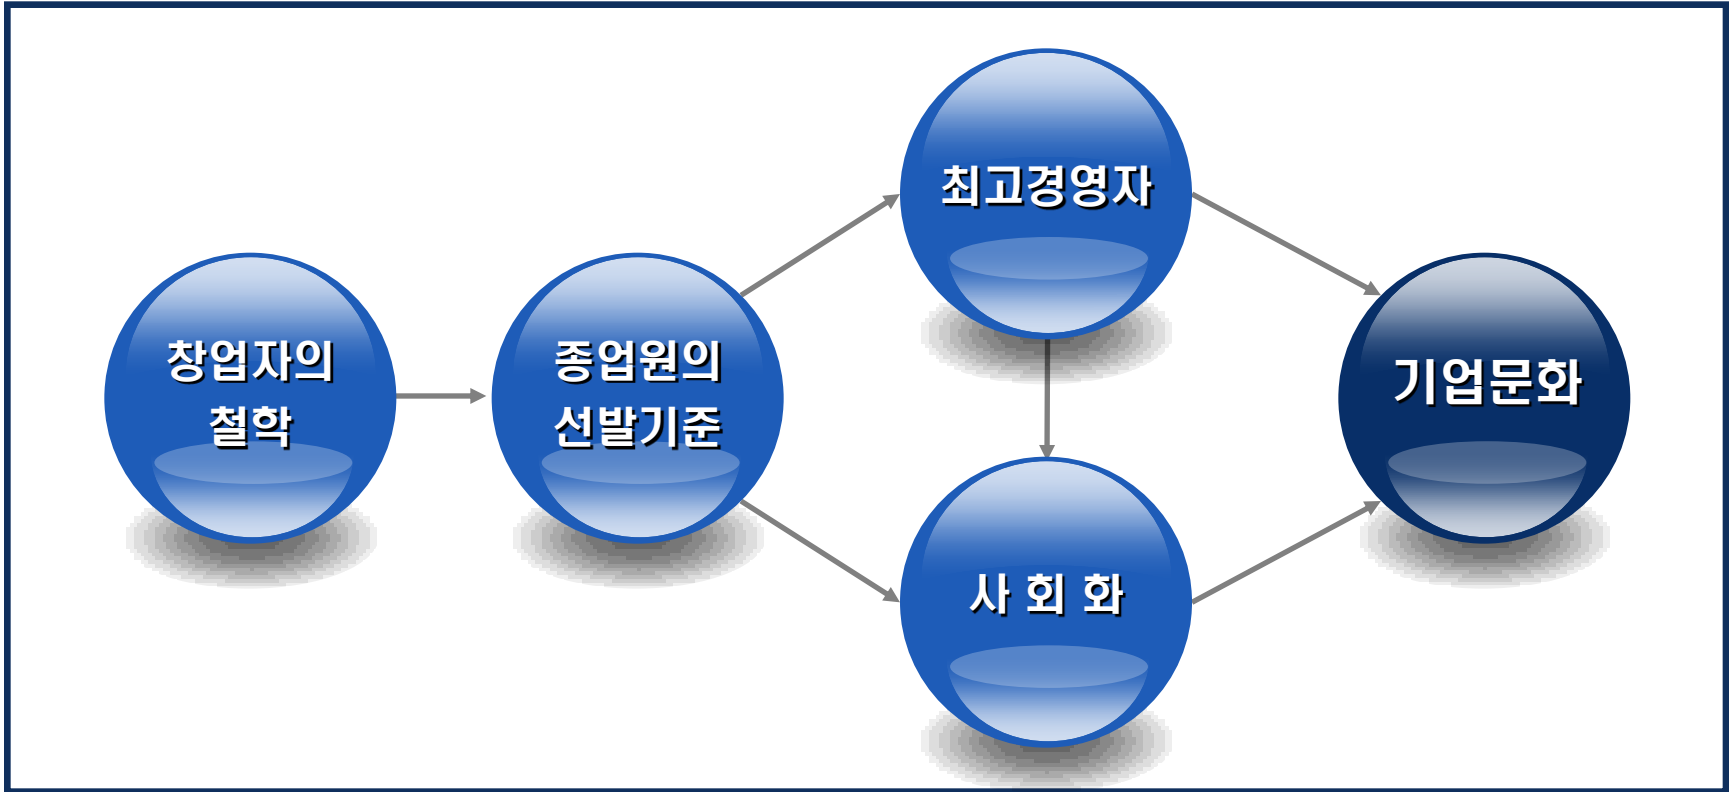 창업자의
철학
종업원의
선발기준
최고경영자
사 회 화
기업문화